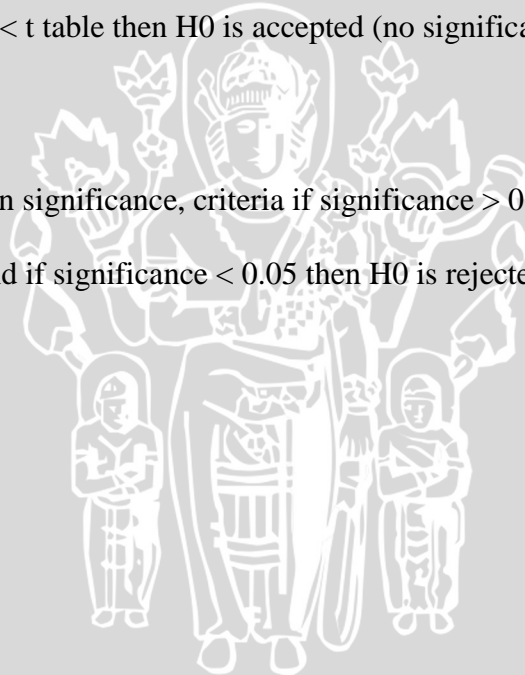 < t table then H0 is accepted (no significa
n significance, criteria if significance > 0
d if significance < 0.05 then H0 is rejecte